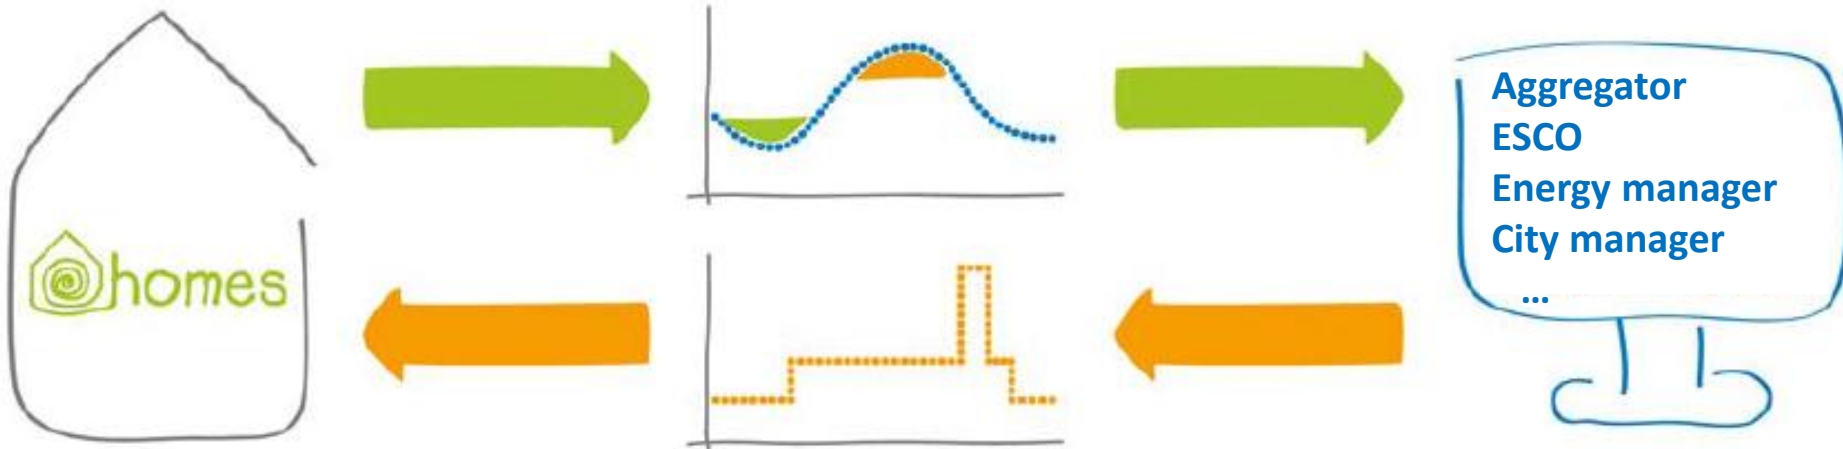 homes
Aggregator
ESCO
Energy manager
City manager
...